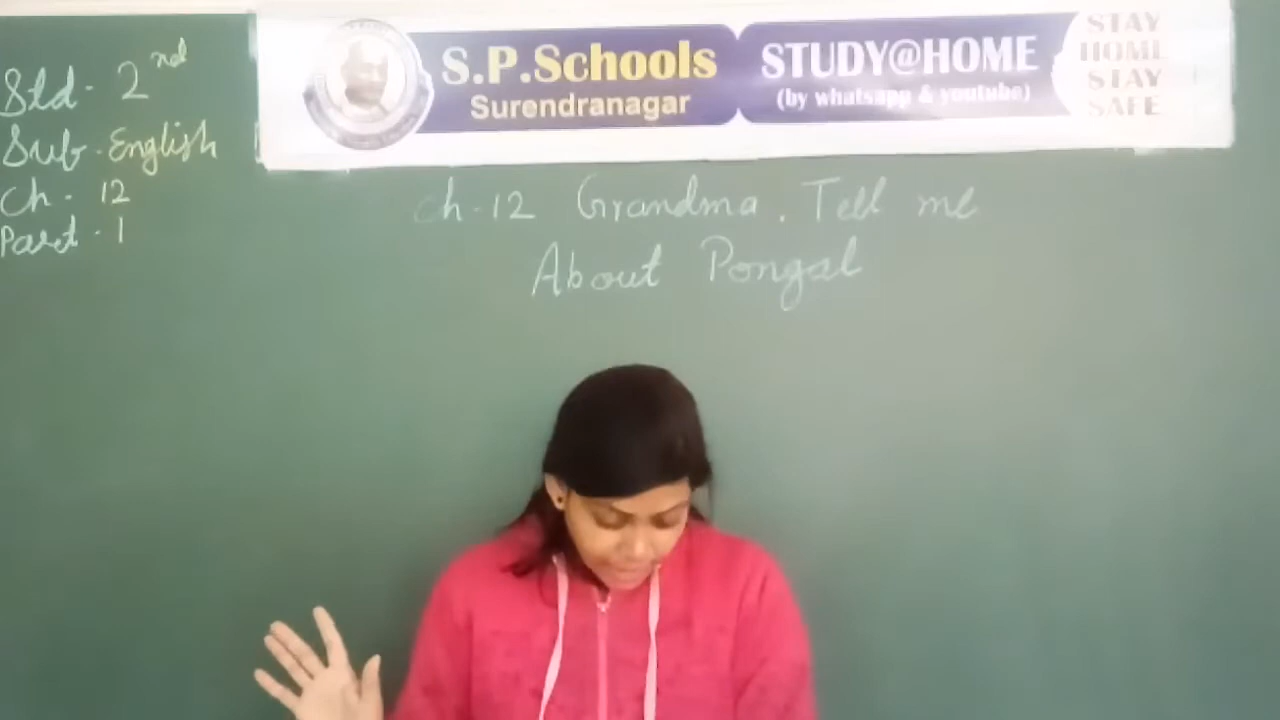 Std - 2nd
Sub - English
Ch - 12
Part - 1
S.P.Schools
Surendranagar
STUDY@HOME
(by whatsapp & youtube)
STAY
HOME
STAY
SAFE
Ch - 12 Grandma, Tell me
About Pongal